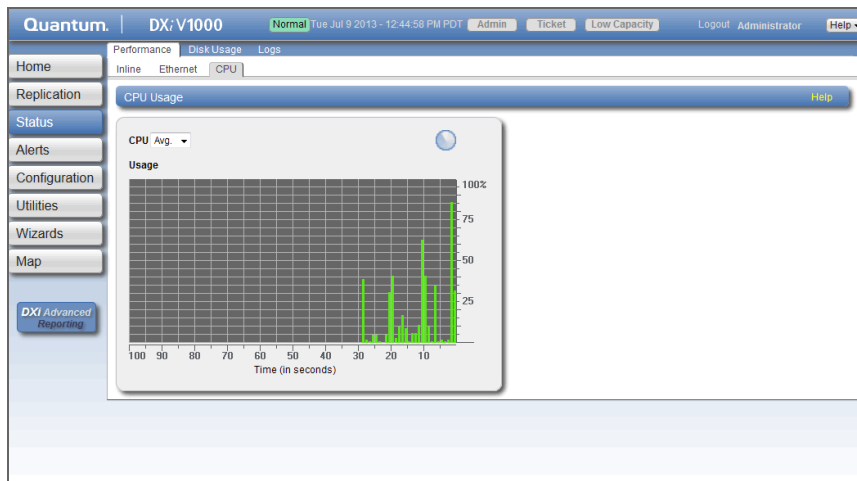 Quantum. DXi V1000 Normal Tue Jul 9 2013 - 12:44:58 PM PDT Admin Ticket Low Capacity Logout Administrator Help
Performance Disk Usage Logs
Inline Ethernet CPU
Home
Replication
Status
Alerts
Configuration
Utilities
Wizards
Map
DXi Advanced
Reporting
CPU Usage Help
CPU Avg.
Usage
100%
75
50
25
100 90 80 70 60 50 40 30 20 10
Time (in seconds)